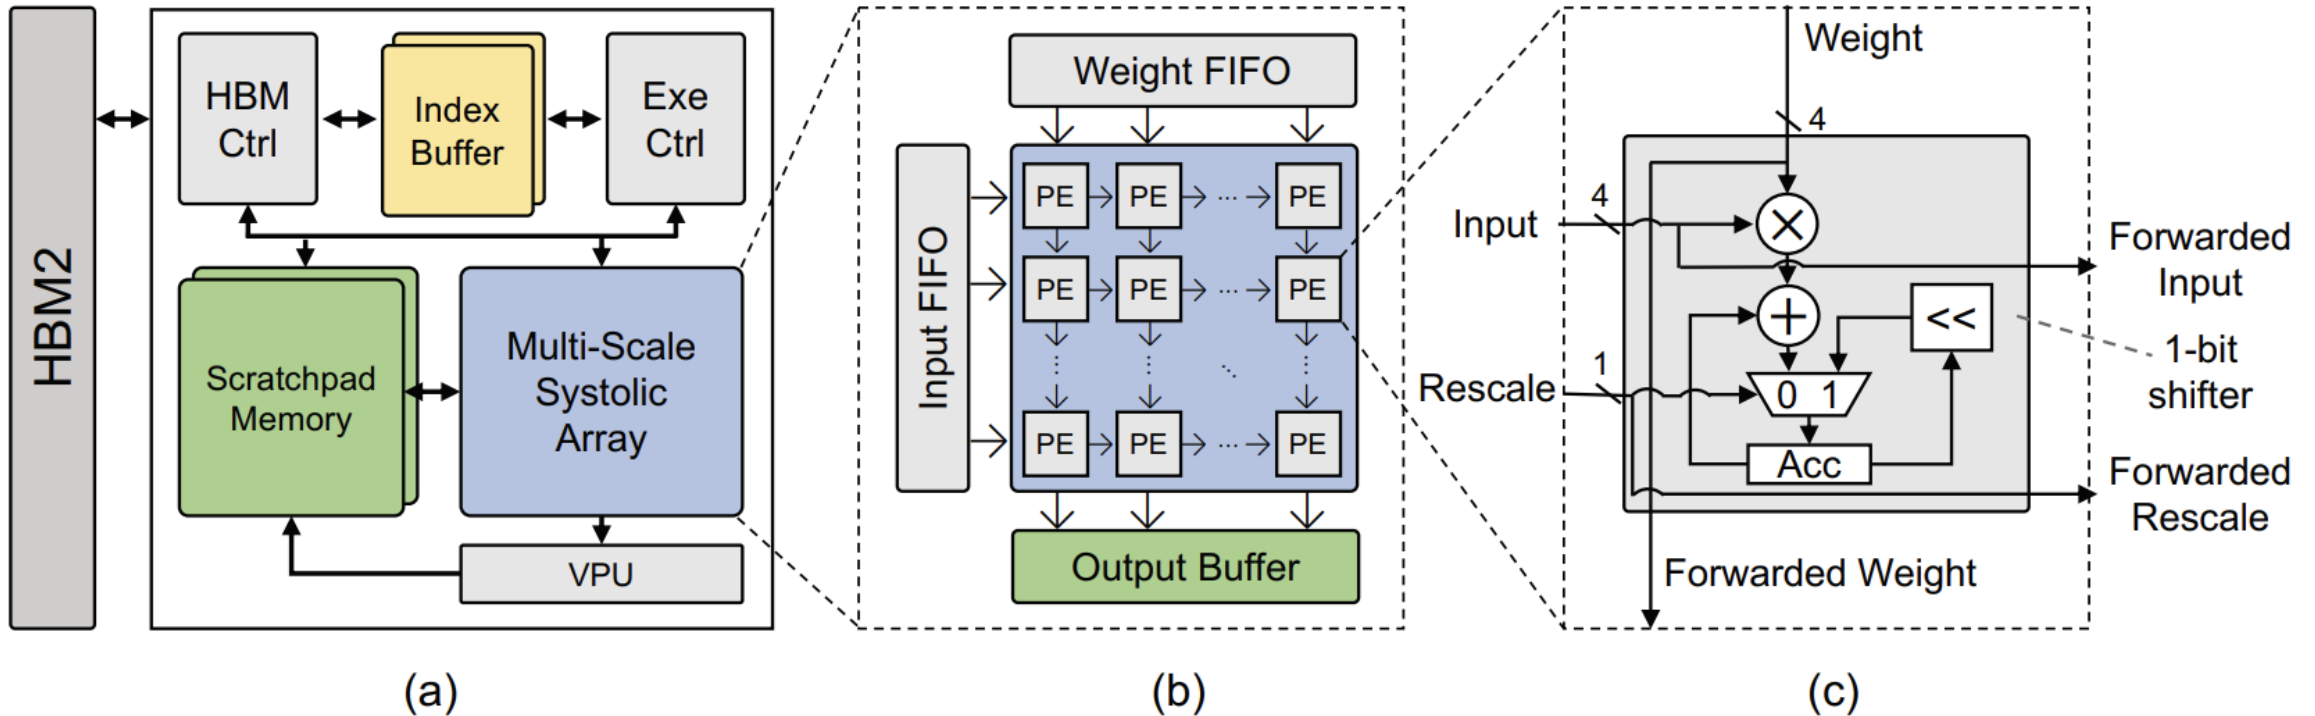 HBM2
HBM
Ctrl
Index
Buffer
Exe
Ctrl
Scratchpad
Memory
Multi-Scale
Systolic
Array
VPU
(a)
Weight FIFO
Input FIFO
PE PE ... PE
PE PE ... PE
PE PE ... PE
Output Buffer
(b)
Weight
4
4
Input
×
Forwarded
Input
+
<<
1-bit
shifter
1
Rescale
0 1
Acc
Forwarded
Rescale
Forwarded Weight
(c)